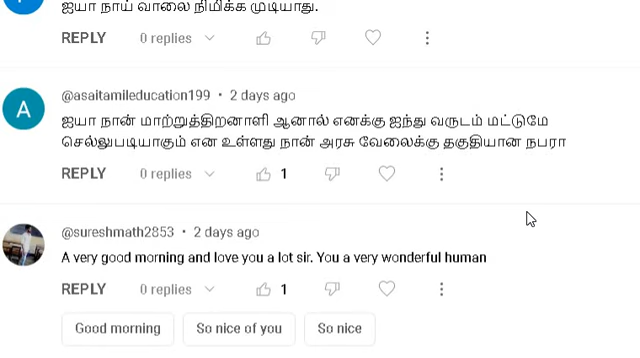 ஐயா நாய் வாலை நிமிக்க முடியாது.
REPLY 0 replies
A
@asaitamileducation199 • 2 days ago
ஐயா நான் மாற்றுத்திறனாளி ஆனால் எனக்கு ஐந்து வருடம் மட்டுமே
செல்லுபடியாகும் என உள்ளது நான் அரசு வேலைக்கு தகுதியான நபரா
REPLY 0 replies 1
@sureshmath2853 • 2 days ago
A very good morning and love you a lot sir. You a very wonderful human
REPLY 0 replies 1
Good morning So nice of you So nice